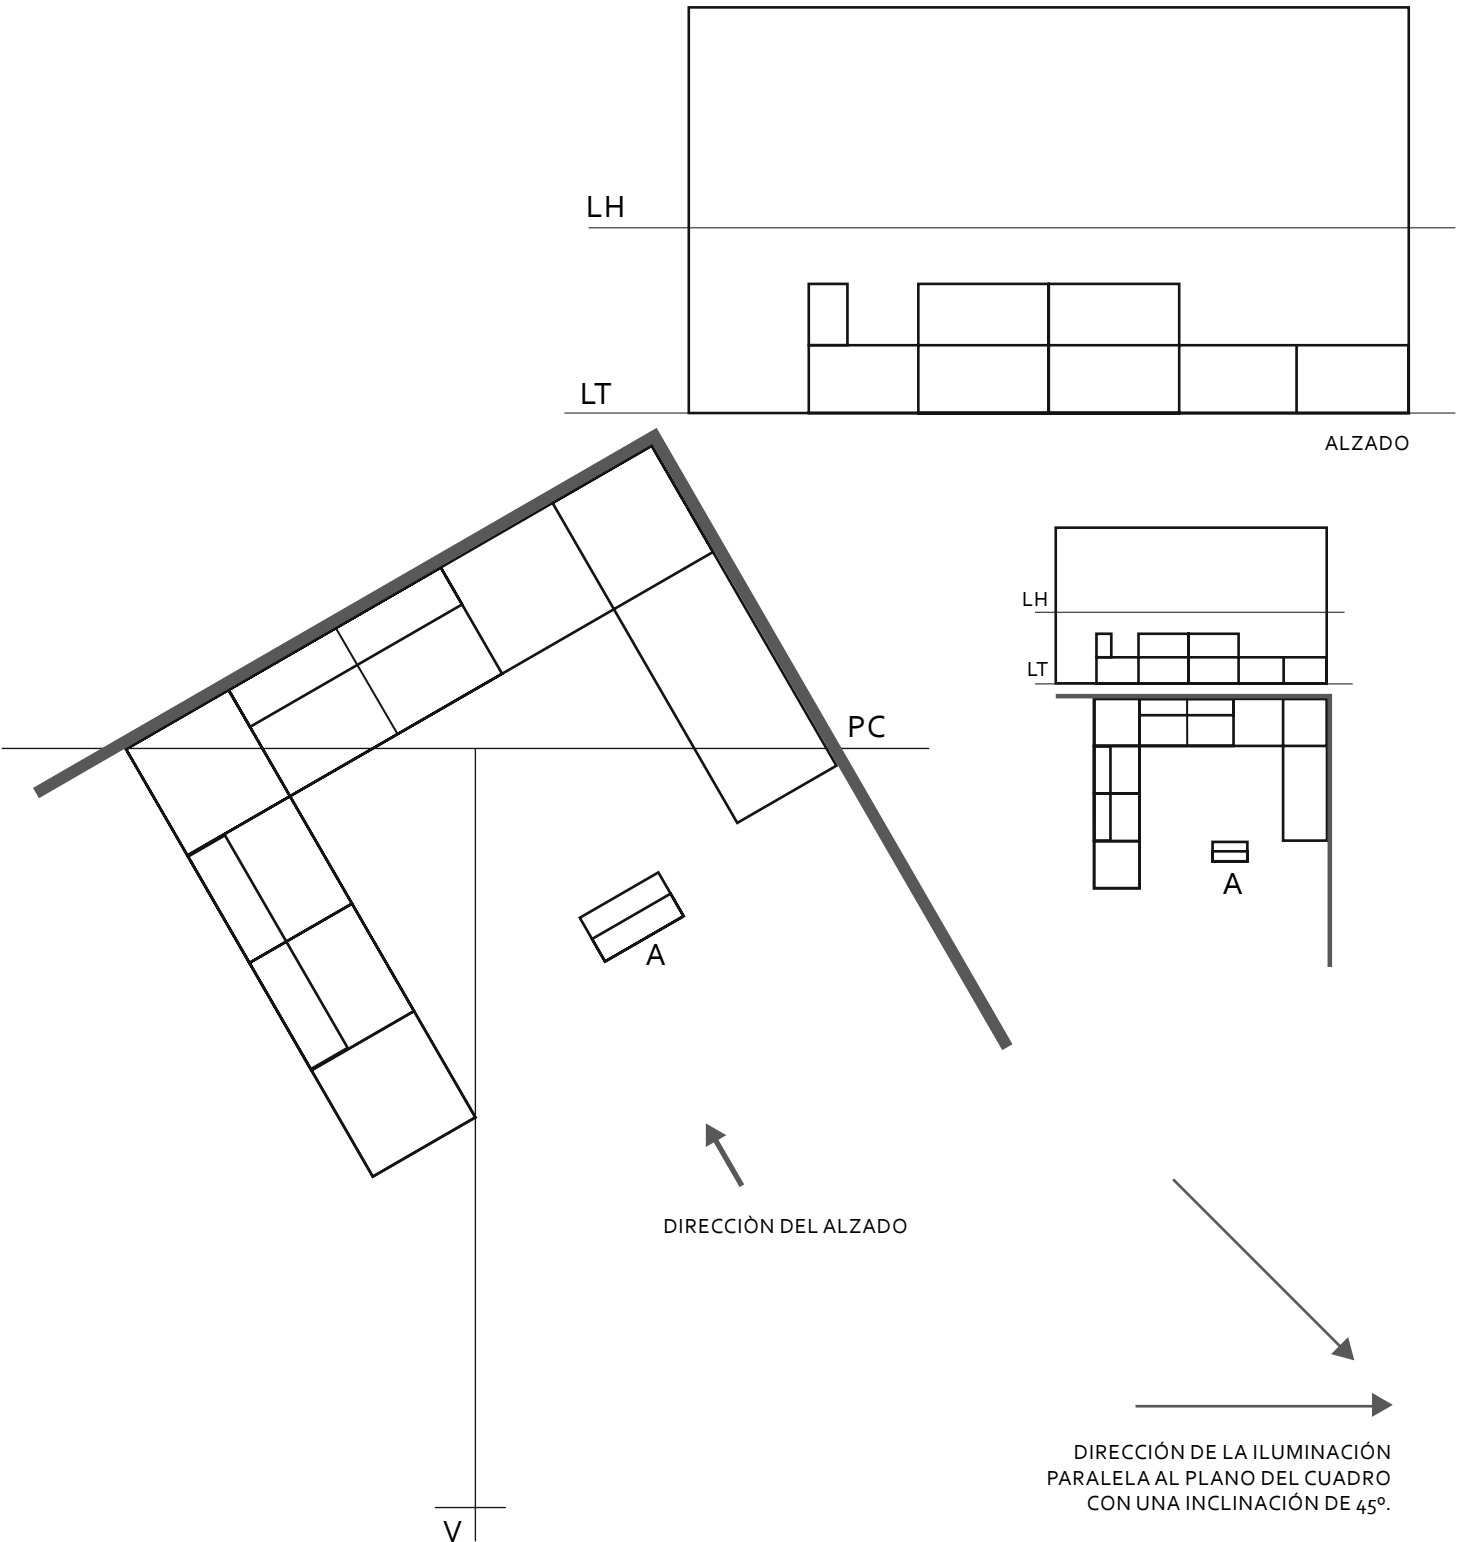 LH
LT
ALZADO
LH
LT
PC
A
A
DIRECCIÒN DEL ALZADO
DIRECCIÓN DE LA ILUMINACIÓN
PARALELA AL PLANO DEL CUADRO
CON UNA INCLINACIÓN DE 45º.
V